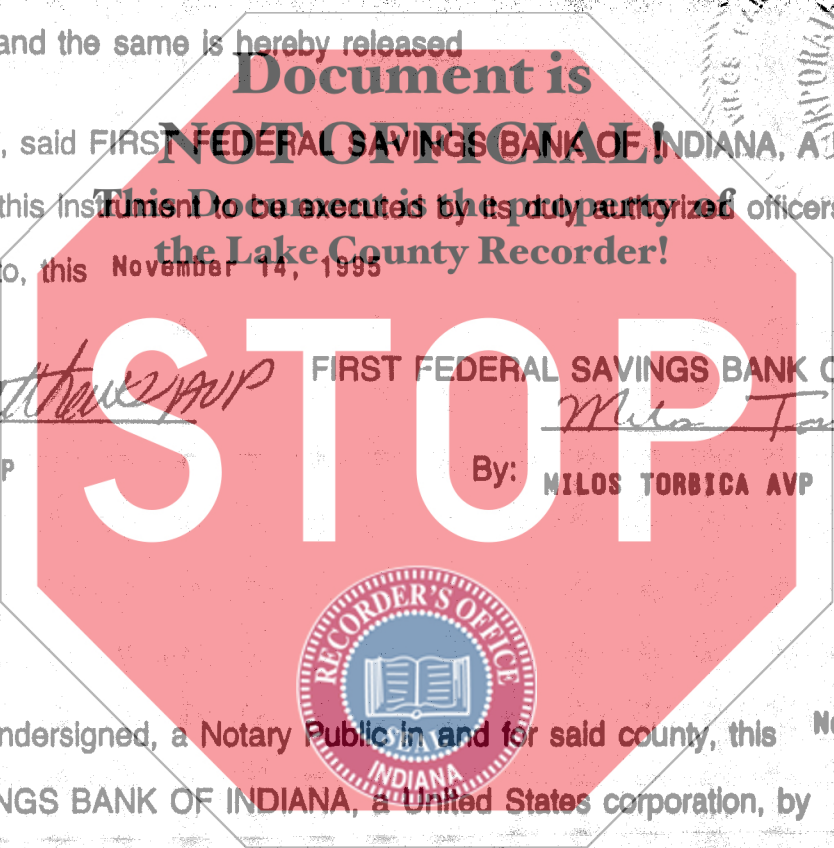 and the same is hereby released
Document is
, said FIRST FEDERAL SAVINGS BANK OF INDIANA, A
NOT OFFICIAL!
this Instrument to be executed by its duly authorized officers
This Document is the property of
the Lake County Recorder!
to, this November 14, 1995
STOP
AVP FIRST FEDERAL SAVINGS BANK O
Milos
P By: MILOS TORBICA AVP
RECORDER'S OFFICE
SEAL
INDIANA
ndersigned, a Notary Public in and for said county, this
NGS BANK OF INDIANA, a United States corporation, by